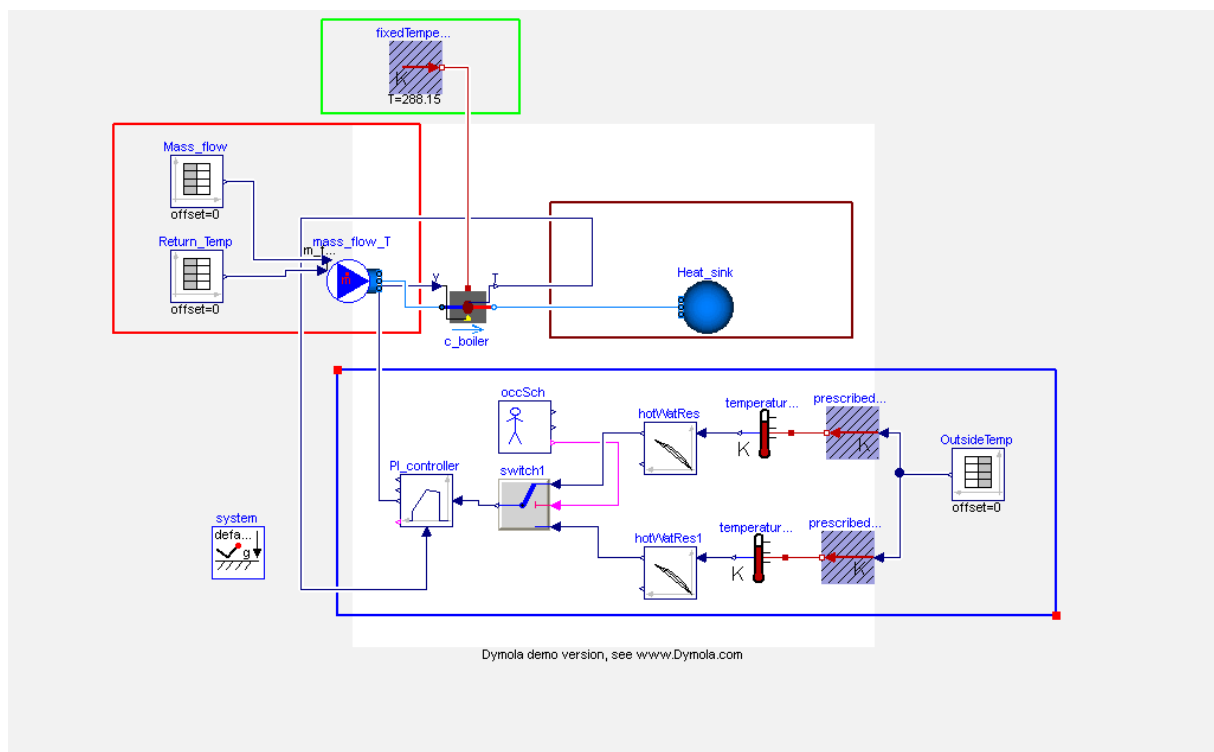 fixedTempe...
K
T=288.15
Mass_flow
offset=0
Return_Temp
offset=0
mass_flow_T
ṁ
y
T
c_boiler
Heat_sink
occSch
hotWatRes
temperatur...
K
prescribed...
K
OutsideTemp
offset=0
PI_controller
switch1
system
defa...
g
hotWatRes1
temperatur...
K
prescribed...
K
Dymola demo version, see www.Dymola.com